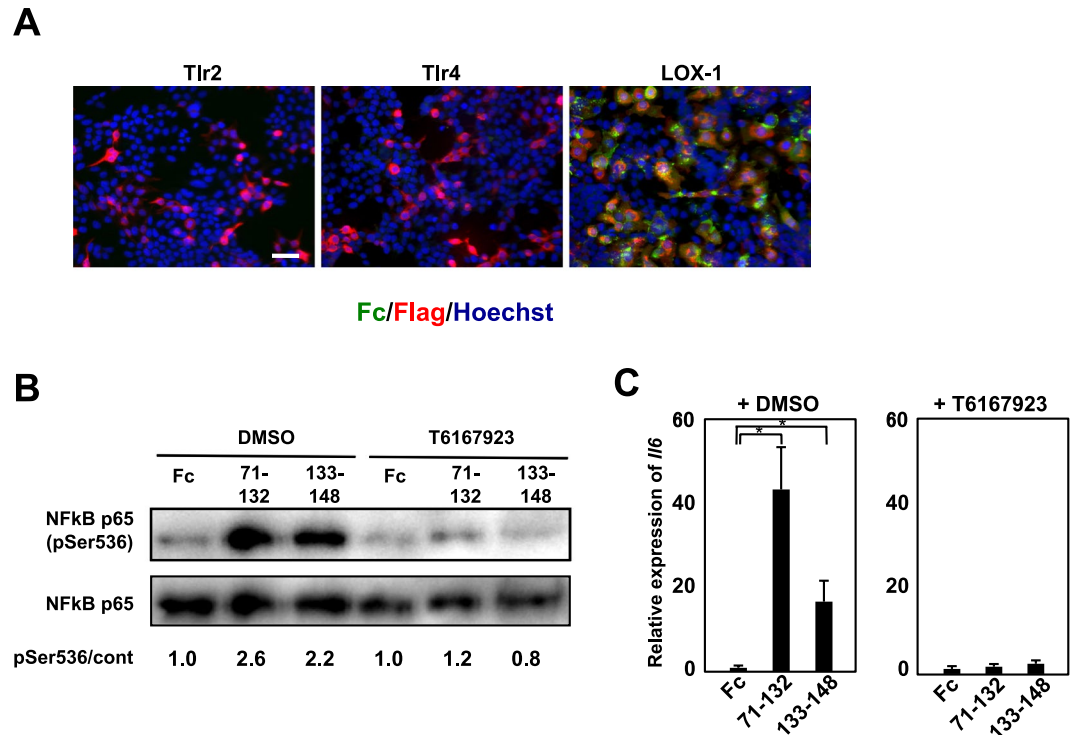 A
Tlr2 Tlr4 LOX-1
Fc/Flag/Hoechst
B
DMSO T6167923
Fc 71- 133- Fc 71- 133-
132 148 132 148
NFkB p65
(pSer536)
NFkB p65
pSer536/cont 1.0 2.6 2.2 1.0 1.2 0.8
C
+ DMSO + T6167923
Relative expression of Il6
60 60
* *
40 40
20 20
0 0
Fc 71-132 133-148 Fc 71-132 133-148